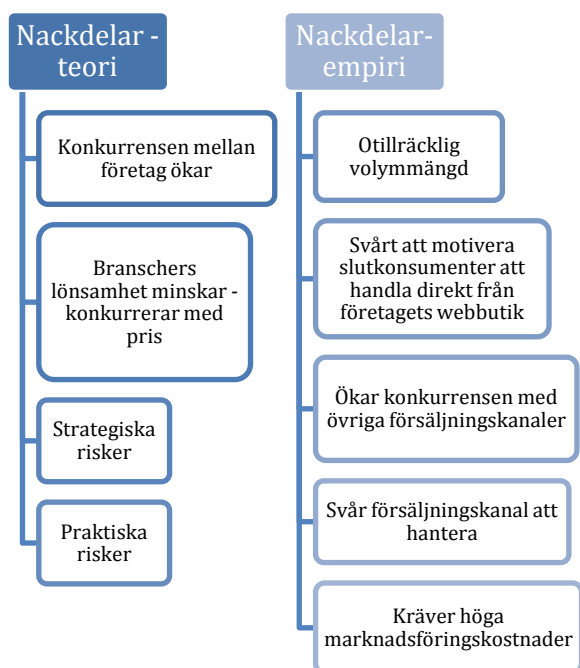 Nackdelar -
teori
Konkurrensen mellan
företag ökar
Branschers
lönsamhet minskar -
konkurrerar med
pris
Strategiska
risker
Praktiska
risker
Nackdelar-
empiri
Otillräcklig
volymmängd
Svårt att motivera
slutkonsumenter att
handla direkt från
företagets webbutik
Ökar konkurrensen med
övriga försäljningskanaler
Svår försäljningskanal att
hantera
Kräver höga
marknadsföringskostnader